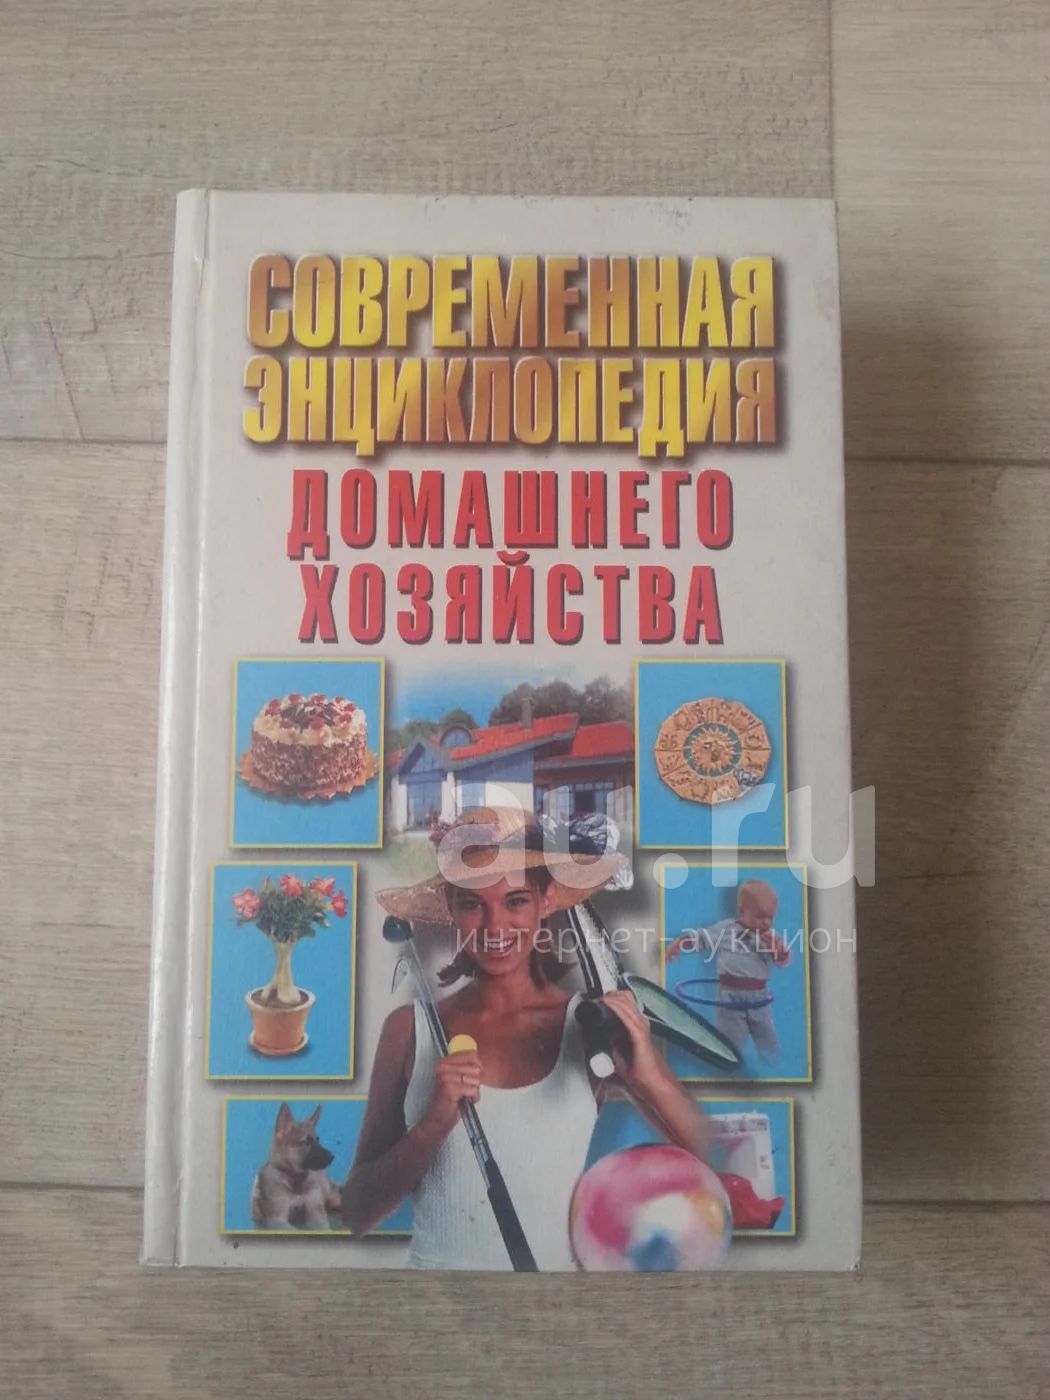 СОВРЕМЕННАЯ
ЭНЦИКЛОПЕДИЯ
ДОМАШНЕГО
ХОЗЯЙСТВА
au.ru
интернет-аукцион